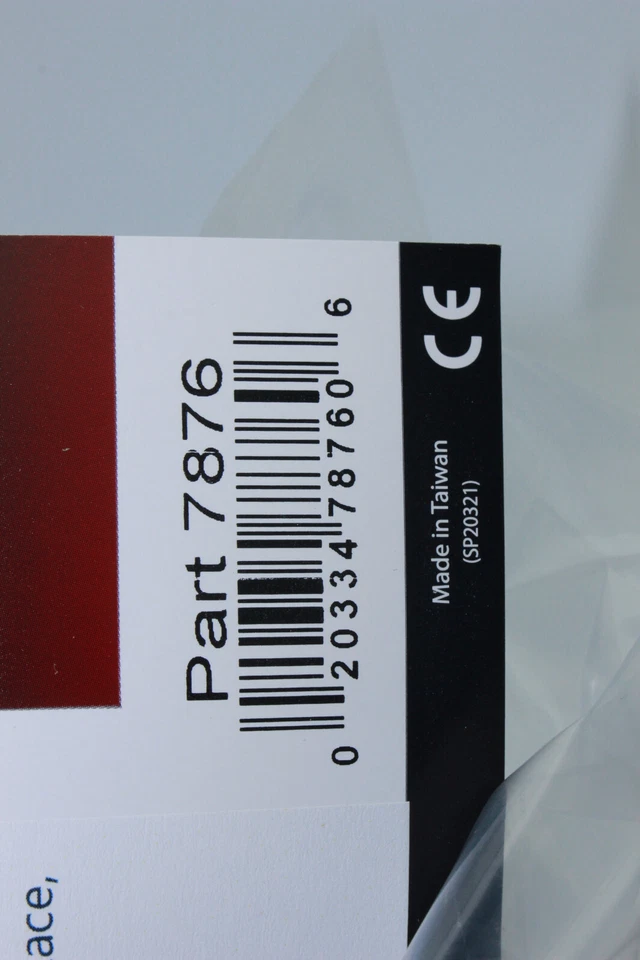 ace,
Part 7876
0 20334 78760 6
Made in Taiwan
(SP20321)
CE